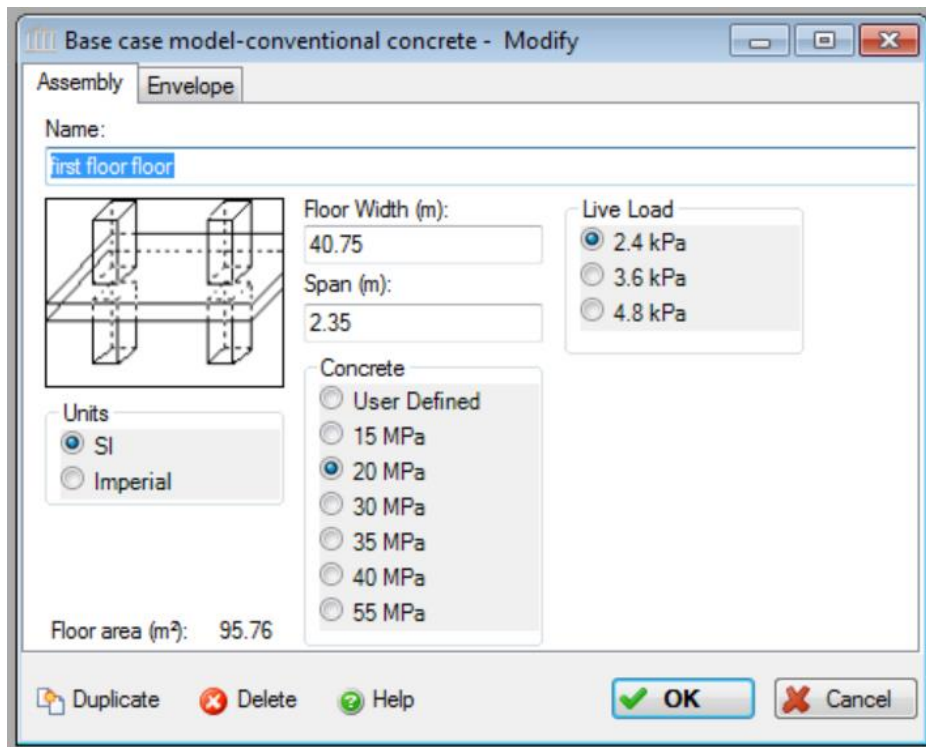 Base case model-conventional concrete - Modify
Assembly Envelope
Name:
first floor floor
Floor Width (m):
40.75
Span (m):
2.35
Live Load
2.4 kPa
3.6 kPa
4.8 kPa
Concrete
User Defined
15 MPa
20 MPa
30 MPa
35 MPa
40 MPa
55 MPa
Units
SI
Imperial
Floor area (m²): 95.76
Duplicate Delete Help OK Cancel